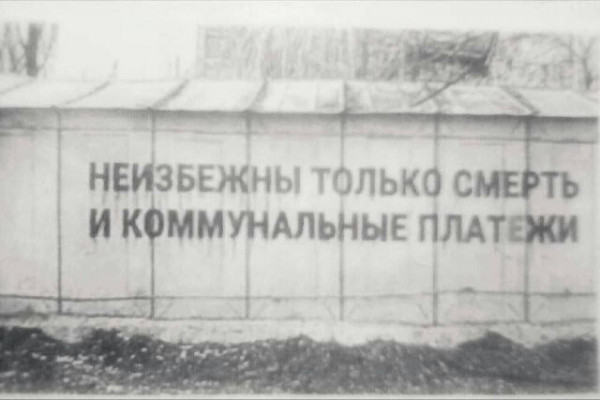 НЕИЗБЕЖНЫ ТОЛЬКО СМЕРТЬ
И КОММУНАЛЬНЫЕ ПЛАТЕЖИ